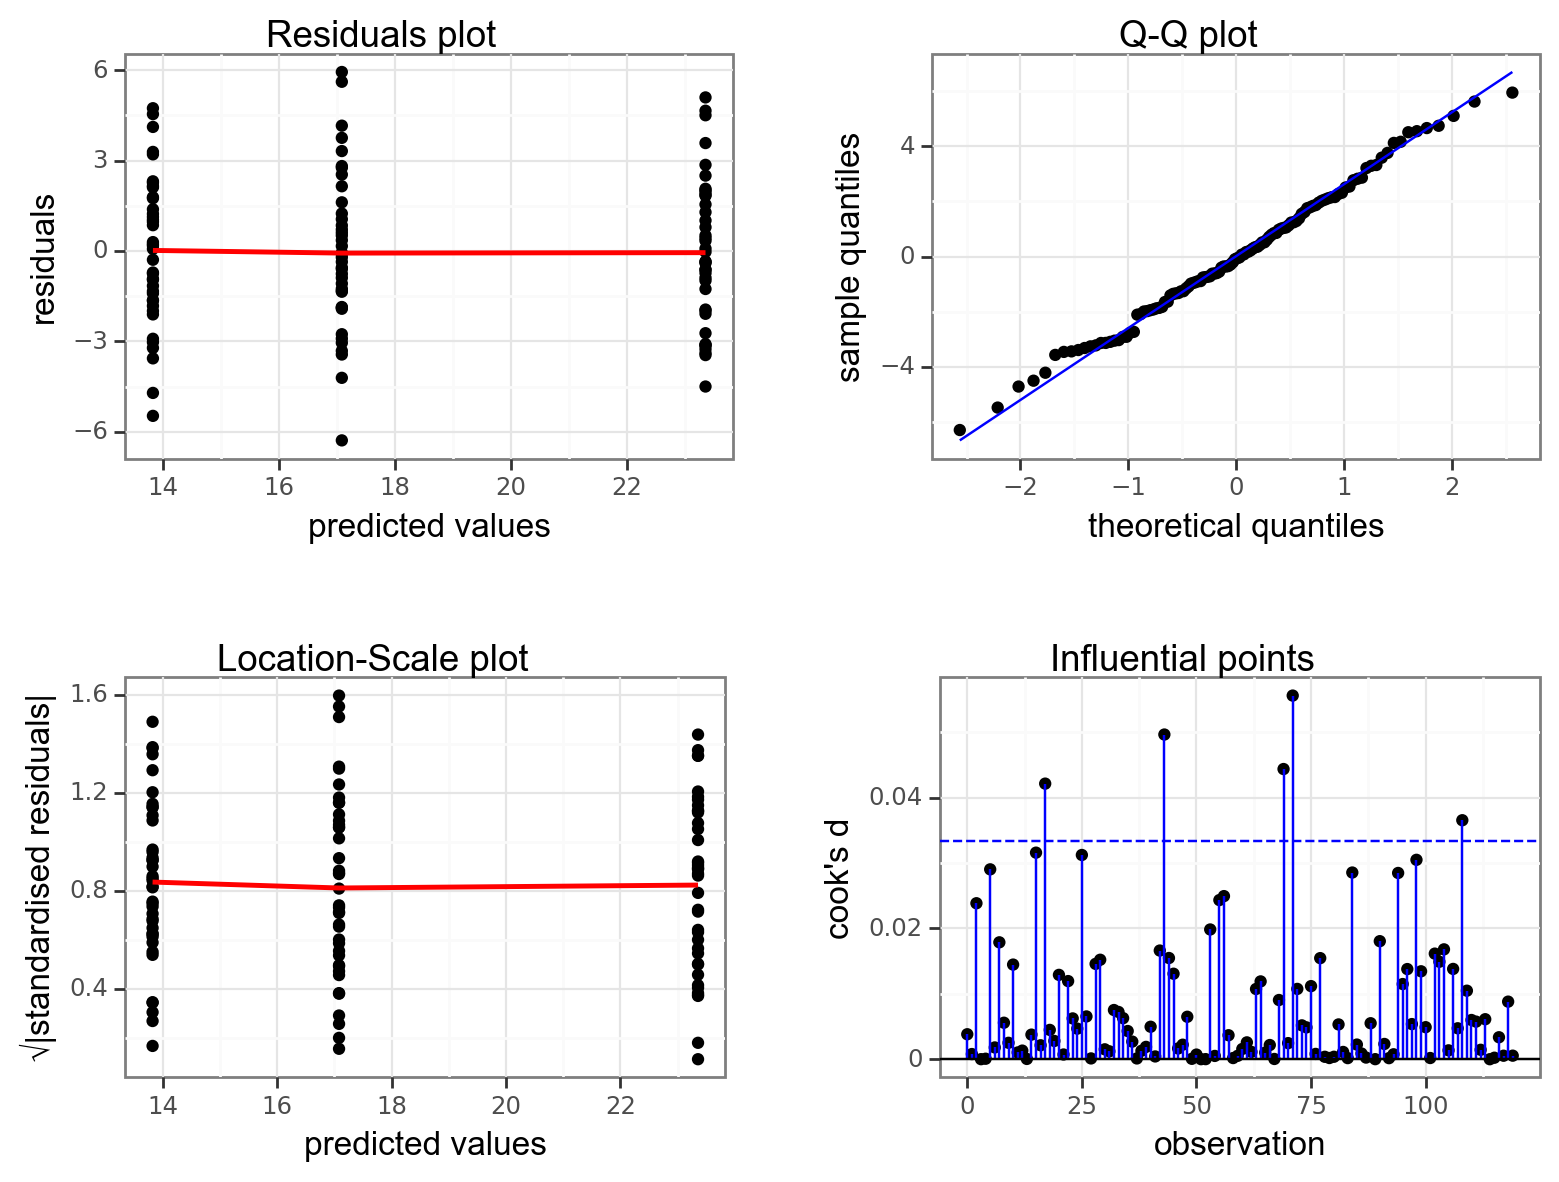 Residuals plot
6
3
0
−3
−6
residuals
14 16 18 20 22
predicted values
Q-Q plot
4
0
−4
sample quantiles
−2 −1 0 1 2
theoretical quantiles
Location-Scale plot
1.6
1.2
0.8
0.4
√|standardised residuals|
14 16 18 20 22
predicted values
Influential points
0.04
0.02
0
cook's d
0 25 50 75 100
observation